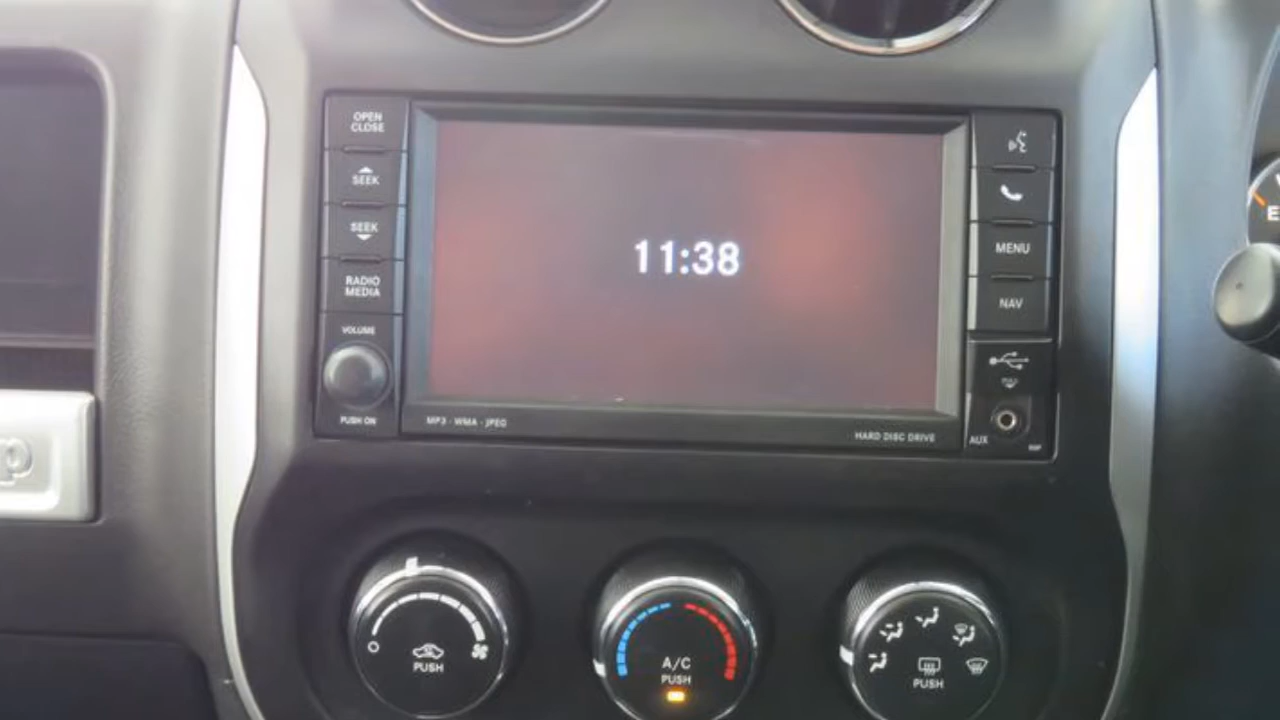 OPEN
CLOSE
SEEK
SEEK
RADIO
MEDIA
VOLUME
PUSH ON
11:38
MP3 · WMA · JPEG
HARD DISC DRIVE
MENU
NAV
AUX
E
PUSH
A/C
PUSH
PUSH